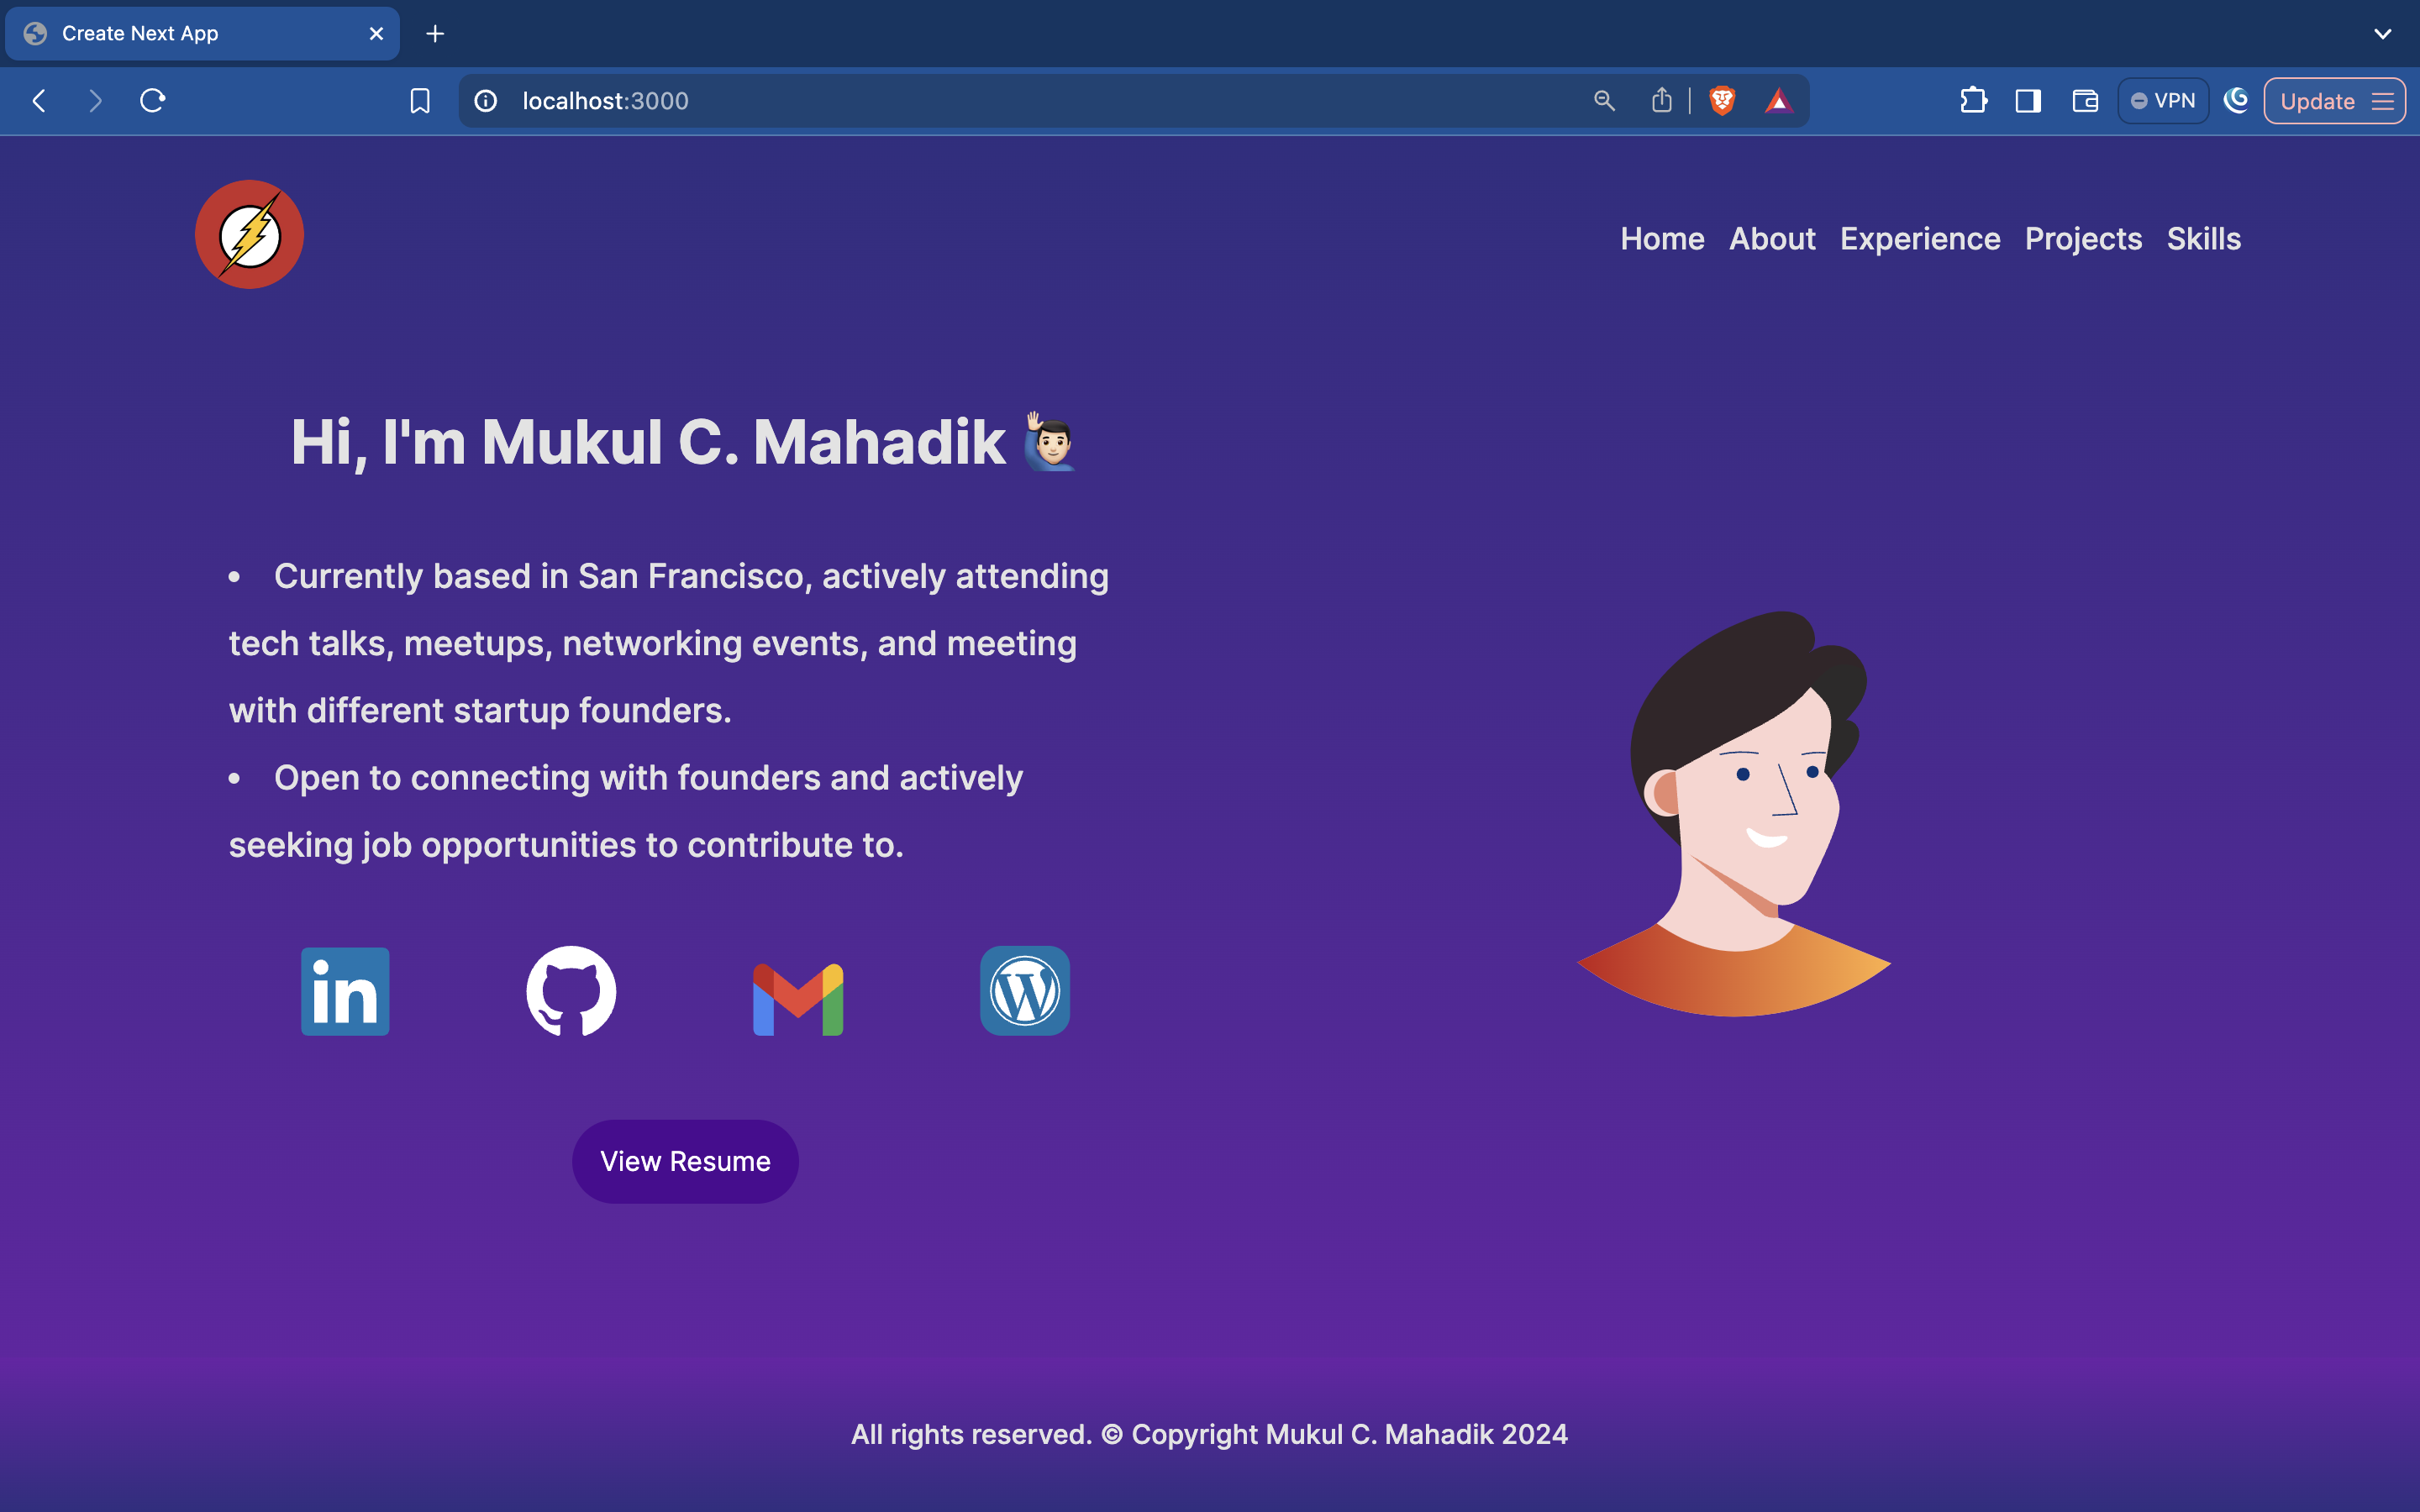 Create Next App
localhost:3000
VPN
Update
Home About Experience Projects Skills
Hi, I'm Mukul C. Mahadik
• Currently based in San Francisco, actively attending
tech talks, meetups, networking events, and meeting
with different startup founders.
• Open to connecting with founders and actively
seeking job opportunities to contribute to.
in
View Resume
All rights reserved. © Copyright Mukul C. Mahadik 2024